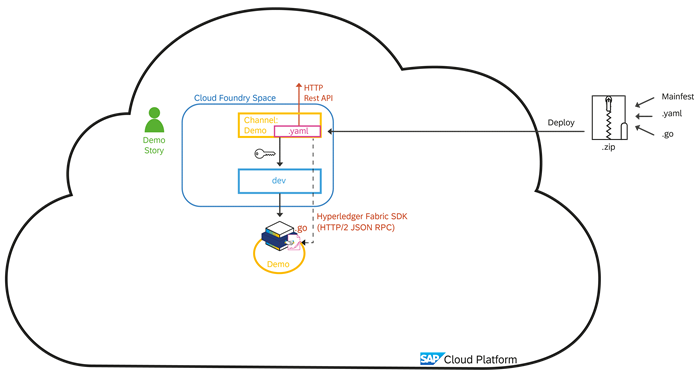 HTTP
Rest API
Cloud Foundry Space
Channel:
Demo
.yaml
Demo
Story
dev
Hyperledger Fabric SDK
(HTTP/2 JSON RPC)
.go
Demo
Deploy
.zip
Mainfest
.yaml
.go
SAP Cloud Platform